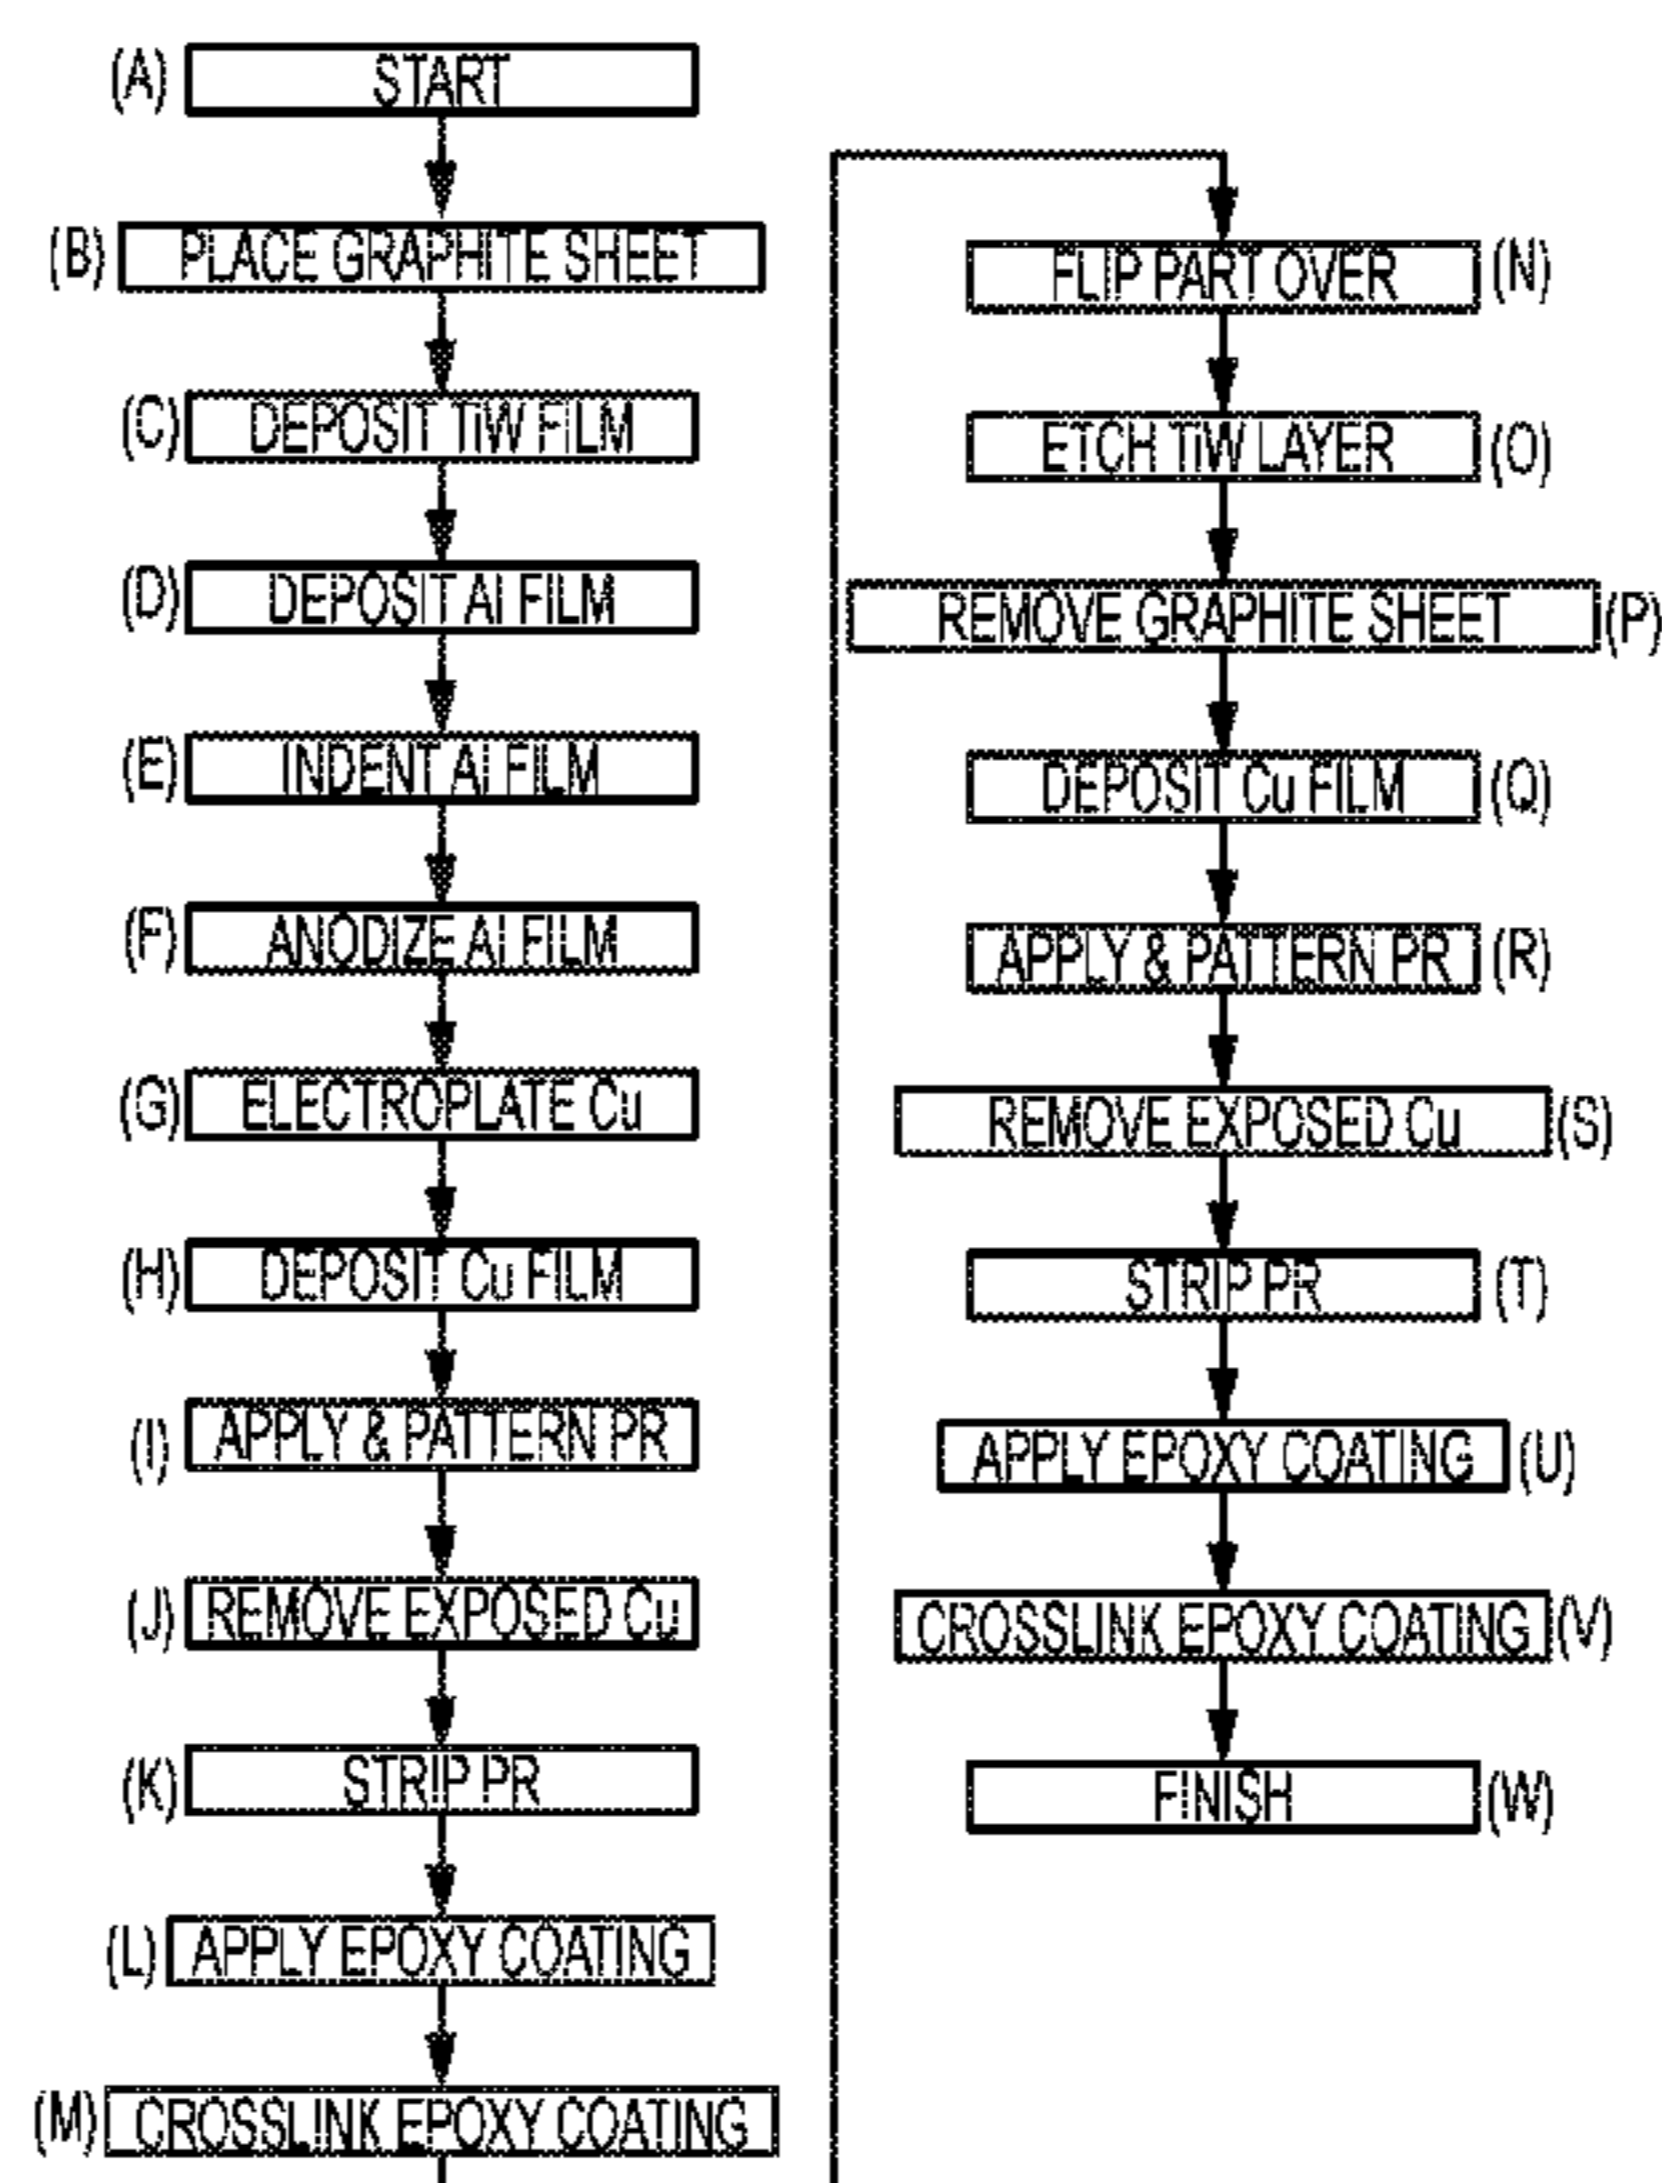 (A) START
(B) PLACE GRAPHITE SHEET
(C) DEPOSIT TiW FILM
(D) DEPOSIT Al FILM
(E) INDENT Al FILM
(F) ANODIZE Al FILM
(G) ELECTROPLATE Cu
(H) DEPOSIT Cu FILM
(I) APPLY & PATTERN PR
(J) REMOVE EXPOSED Cu
(K) STRIP PR
(L) APPLY EPOXY COATING
(M) CROSSLINK EPOXY COATING
FLIP PART OVER (N)
ETCH TiW LAYER (O)
REMOVE GRAPHITE SHEET (P)
DEPOSIT Cu FILM (Q)
APPLY & PATTERN PR (R)
REMOVE EXPOSED Cu (S)
STRIP PR (T)
APPLY EPOXY COATING (U)
CROSSLINK EPOXY COATING (V)
FINISH (W)